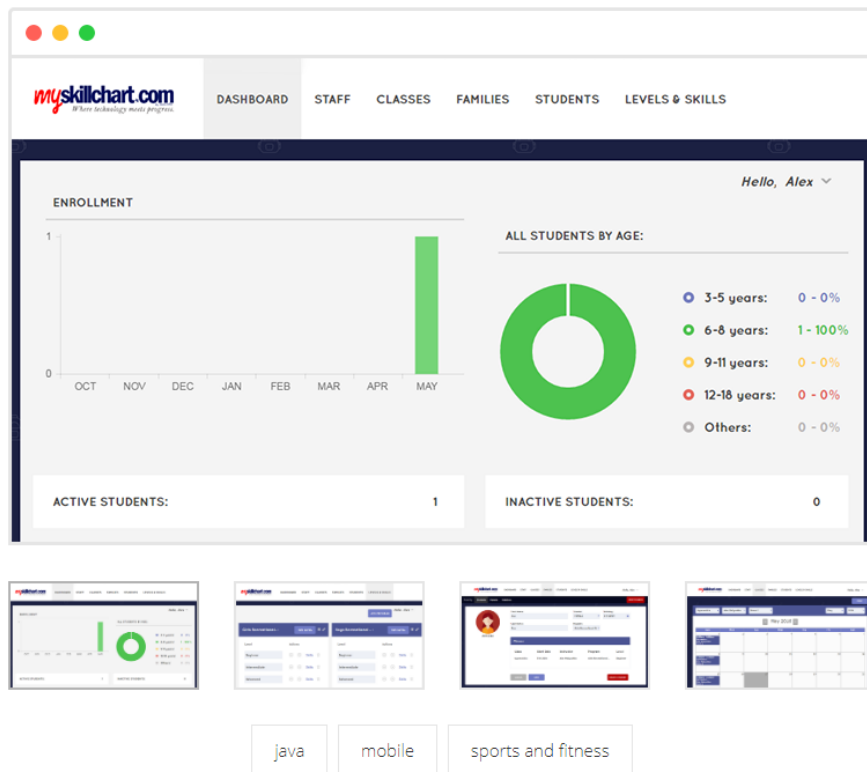 myskillchart.com
Where technology meets progress.
DASHBOARD STAFF CLASSES FAMILIES STUDENTS LEVELS & SKILLS
Hello, Alex
ENROLLMENT
1
0
OCT NOV DEC JAN FEB MAR APR MAY
ALL STUDENTS BY AGE:
3-5 years: 0 - 0%
6-8 years: 1 - 100%
9-11 years: 0 - 0%
12-18 years: 0 - 0%
Others: 0 - 0%
ACTIVE STUDENTS: 1
INACTIVE STUDENTS: 0
java mobile sports and fitness